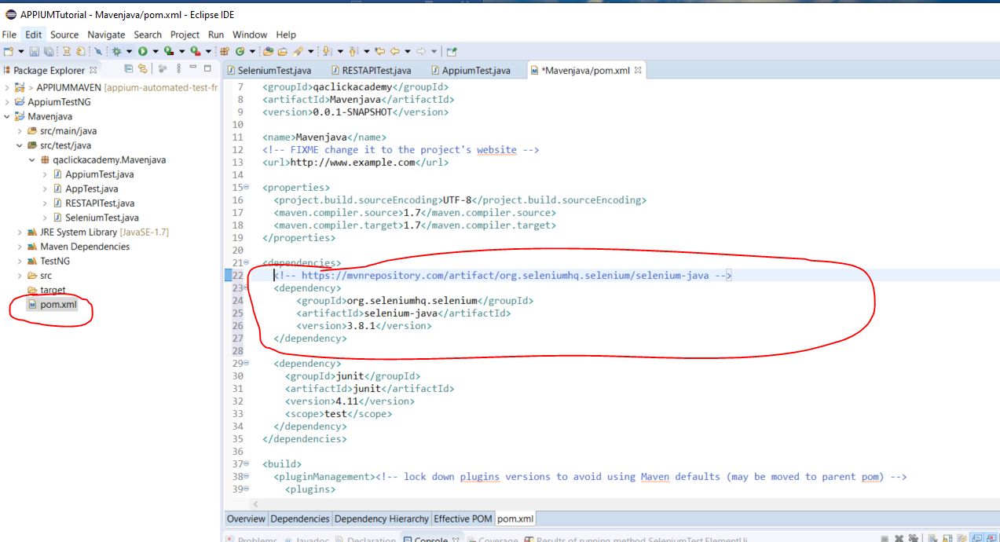 APPIUMTutorial - Mavenjava/pom.xml - Eclipse IDE
File Edit Source Navigate Search Project Run Window Help
Package Explorer
> APPIUMMAVEN [appium-automated-test-fr
AppiumTestNG
Mavenjava
src/main/java
src/test/java
qaclickacademy.Mavenjava
AppiumTest.java
AppTest.java
RESTAPITest.java
SeleniumTest.java
JRE System Library [JavaSE-1.7]
Maven Dependencies
TestNG
src
target
pom.xml
SeleniumTest.java RESTAPITest.java AppiumTest.java *Mavenjava/pom.xml
7 <groupId>qaclickacademy</groupId>
8 <artifactId>Mavenjava</artifactId>
9 <version>0.0.1-SNAPSHOT</version>
10
11 <name>Mavenjava</name>
12 <!-- FIXME change it to the project's website -->
13 <url>http://www.example.com</url>
14
15 <properties>
16 <project.build.sourceEncoding>UTF-8</project.build.sourceEncoding>
17 <maven.compiler.source>1.7</maven.compiler.source>
18 <maven.compiler.target>1.7</maven.compiler.target>
19 </properties>
20
21 <dependencies>
22 <!-- https://mvnrepository.com/artifact/org.seleniumhq.selenium/selenium-java -->
23 <dependency>
24 <groupId>org.seleniumhq.selenium</groupId>
25 <artifactId>selenium-java</artifactId>
26 <version>3.8.1</version>
27 </dependency>
28
29 <dependency>
30 <groupId>junit</groupId>
31 <artifactId>junit</artifactId>
32 <version>4.11</version>
33 <scope>test</scope>
34 </dependency>
35 </dependencies>
36
37 <build>
38 <pluginManagement><!-- lock down plugins versions to avoid using Maven defaults (may be moved to parent pom) -->
39 <plugins>
Overview Dependencies Dependency Hierarchy Effective POM pom.xml
Problems @ Javadoc Declaration Console Coverage Results of running method SeleniumTest.ElementUi